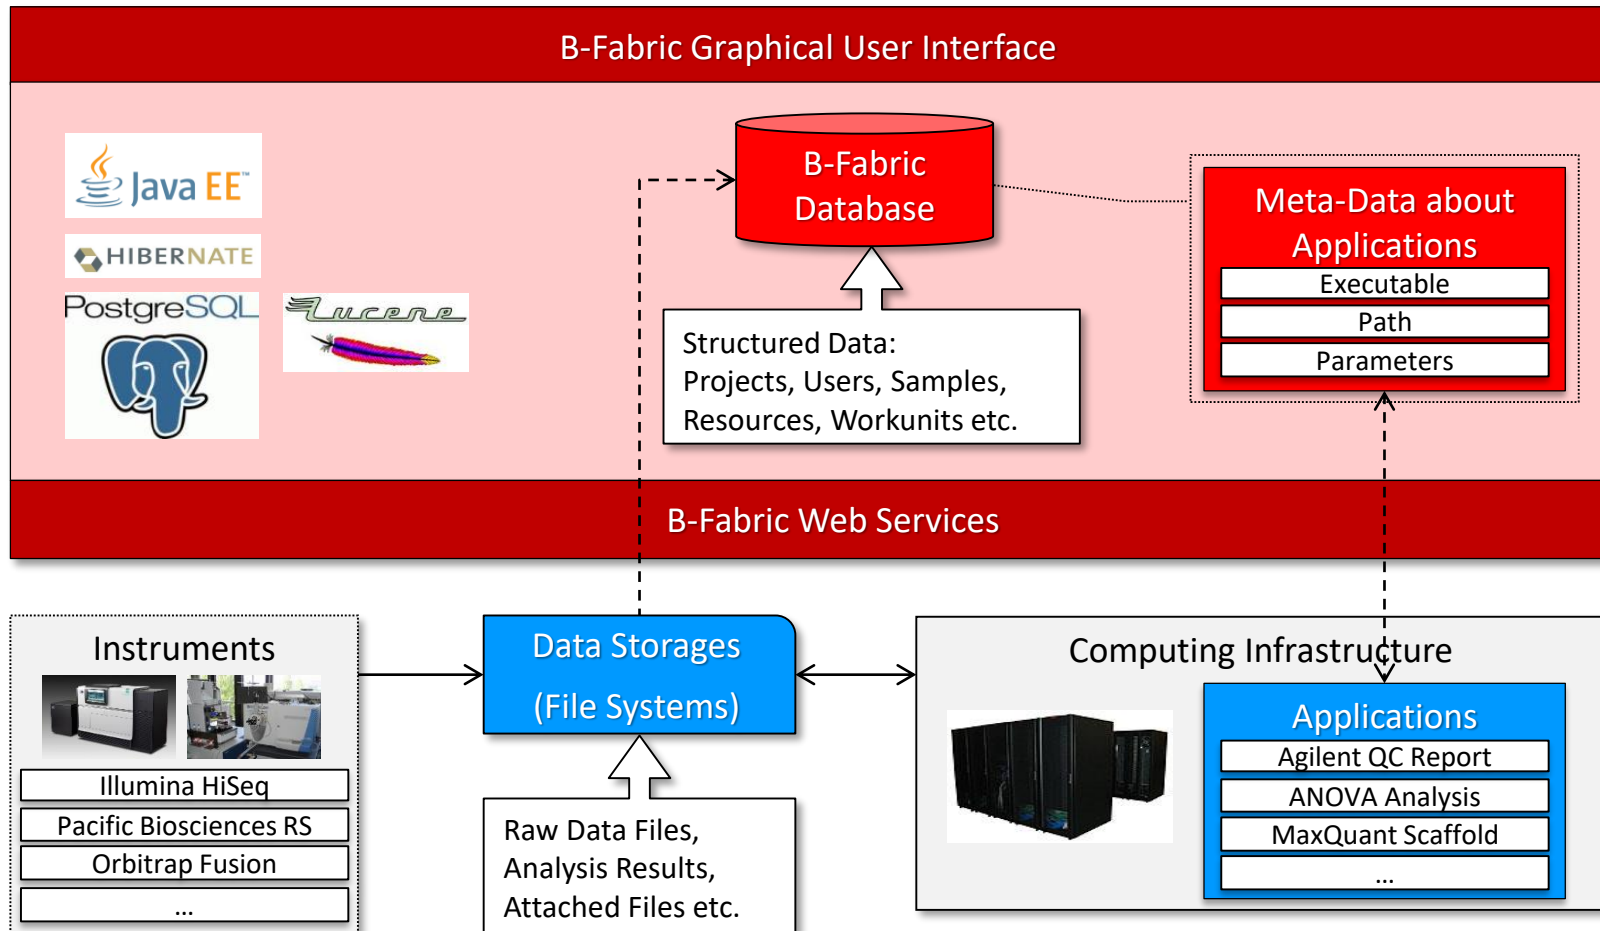 B-Fabric Graphical User Interface
Java EE™
HIBERNATE
PostgreSQL
Lucene
B-Fabric
Database
Structured Data:
Projects, Users, Samples,
Resources, Workunits etc.
Meta-Data about
Applications
Executable
Path
Parameters
B-Fabric Web Services
Instruments
Illumina HiSeq
Pacific Biosciences RS
Orbitrap Fusion
...
Data Storages
(File Systems)
Raw Data Files,
Analysis Results,
Attached Files etc.
Computing Infrastructure
Applications
Agilent QC Report
ANOVA Analysis
MaxQuant Scaffold
...